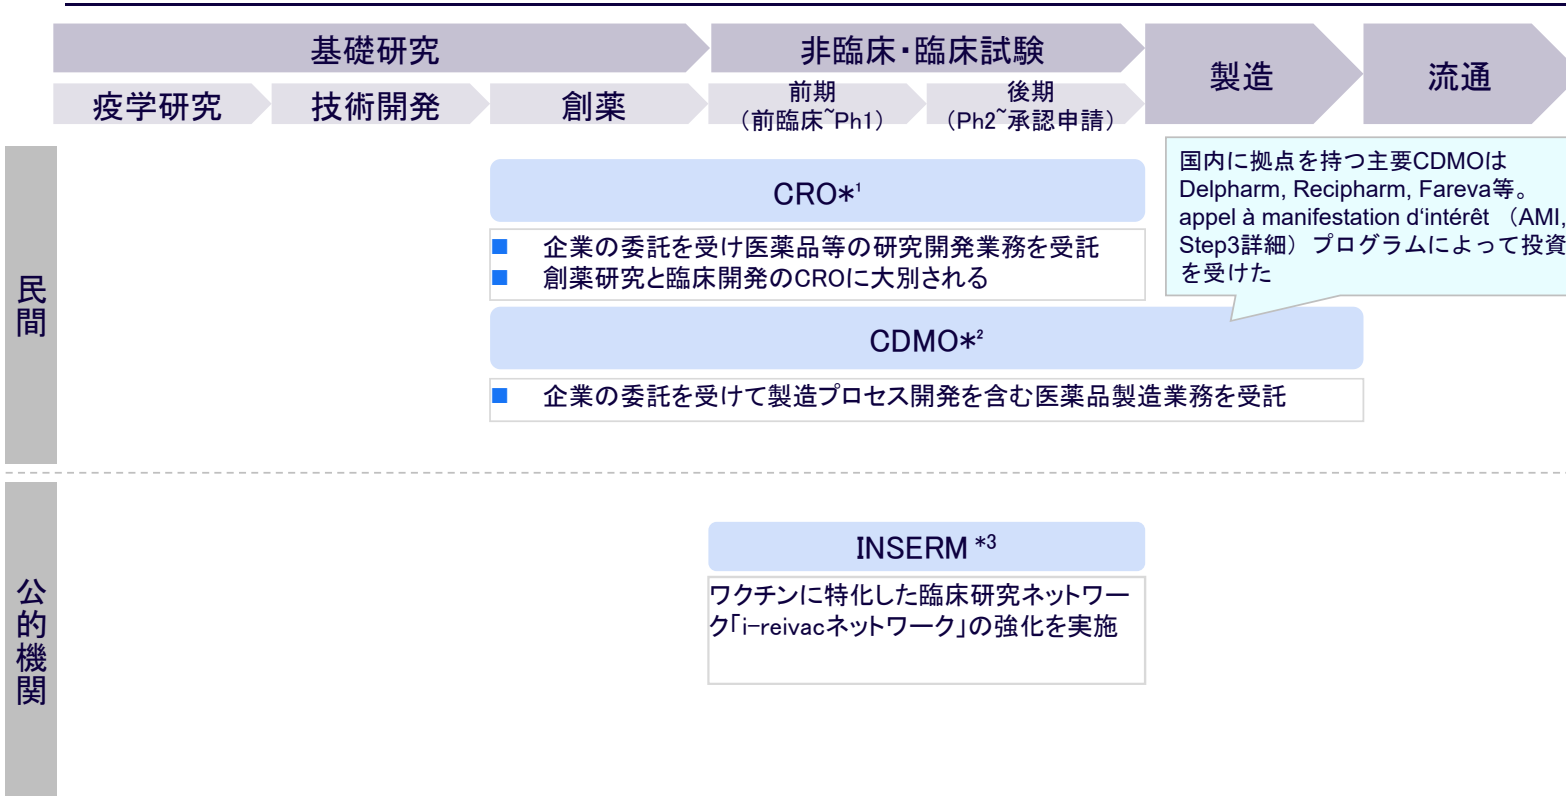 基礎研究
非臨床・臨床試験
製造
流通
疫学研究
技術開発
創薬
前期
（前臨床~Ph1）
後期
（Ph2~承認申請）
民間
国内に拠点を持つ主要CDMOは
Delpharm, Recipharm, Fareva等。
appel à manifestation d‘intérêt （AMI,
Step3詳細）プログラムによって投資
を受けた
CRO*¹
■ 企業の委託を受け医薬品等の研究開発業務を受託
■ 創薬研究と臨床開発のCROに大別される
CDMO*²
■ 企業の委託を受けて製造プロセス開発を含む医薬品製造業務を受託
公的機関
INSERM *³
ワクチンに特化した臨床研究ネットワー
ク「i-reivacネットワーク」の強化を実施